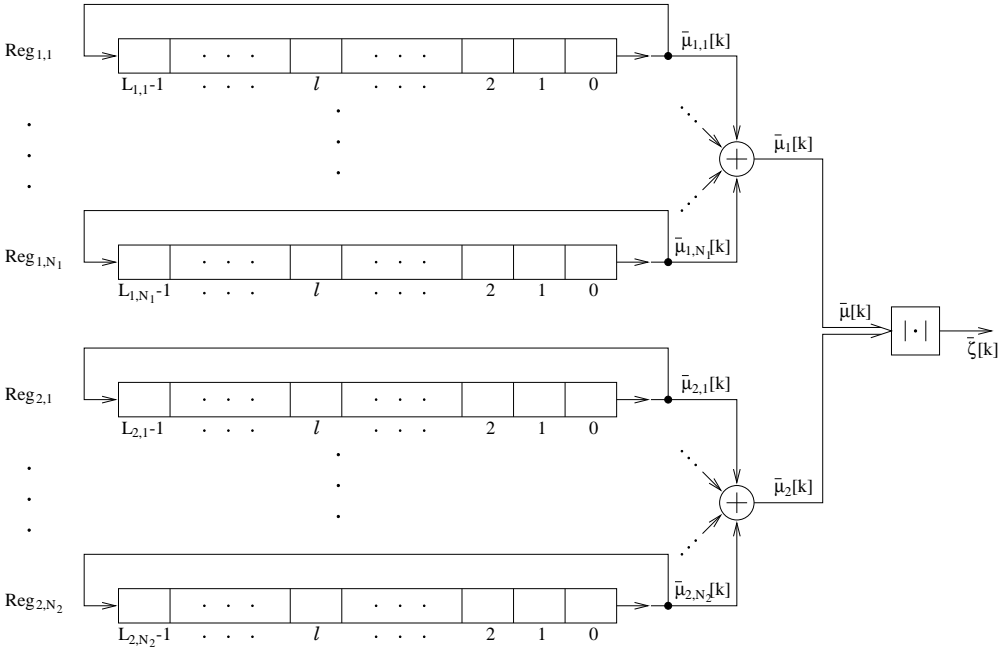 μ̄₁,₁[k]
Reg₁,₁
L₁,₁-1 . . . l . . . 2 1 0
μ̄₁[k]
μ̄₁,N₁[k]
Reg₁,N₁
L₁,N₁-1 . . . l . . . 2 1 0
μ̄[k]
|·|
ζ̄[k]
μ̄₂,₁[k]
Reg₂,₁
L₂,₁-1 . . . l . . . 2 1 0
μ̄₂[k]
μ̄₂,N₂[k]
Reg₂,N₂
L₂,N₂-1 . . . l . . . 2 1 0